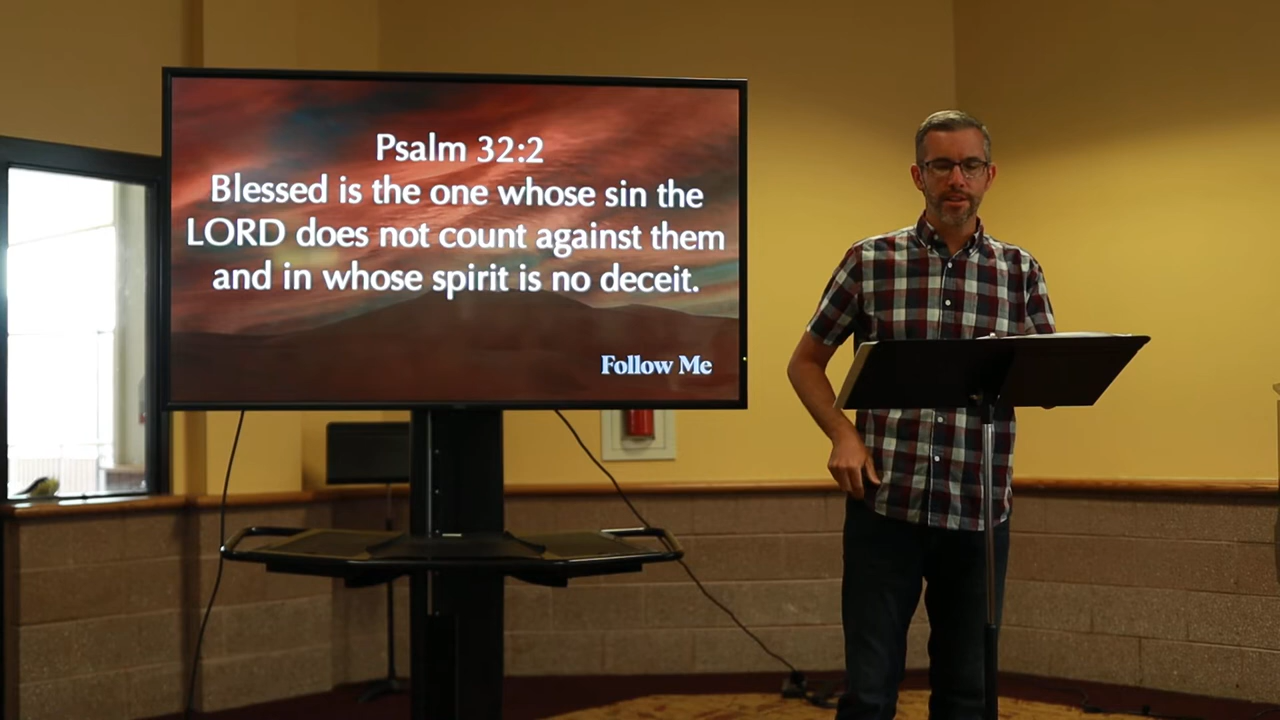 Psalm 32:2
Blessed is the one whose sin the
LORD does not count against them
and in whose spirit is no deceit.
Follow Me